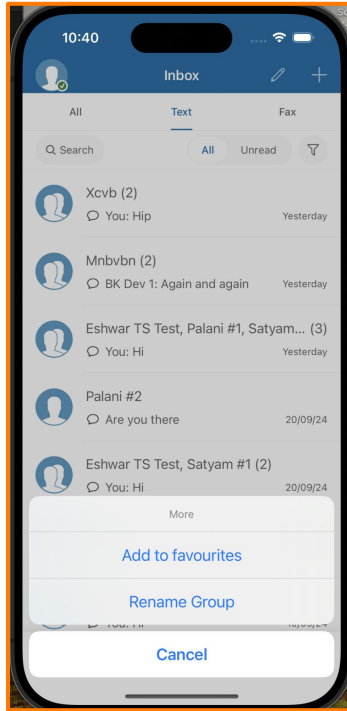 10:40
Inbox
All Text Fax
Search All Unread
Xcvb (2)
You: Hip Yesterday
Mnbvbn (2)
BK Dev 1: Again and again Yesterday
Eshwar TS Test, Palani #1, Satyam... (3)
You: Hi Yesterday
Palani #2
Are you there 20/09/24
Eshwar TS Test, Satyam #1 (2)
You: Hi 20/09/24
More
Add to favourites
Rename Group
You: Hi
Cancel